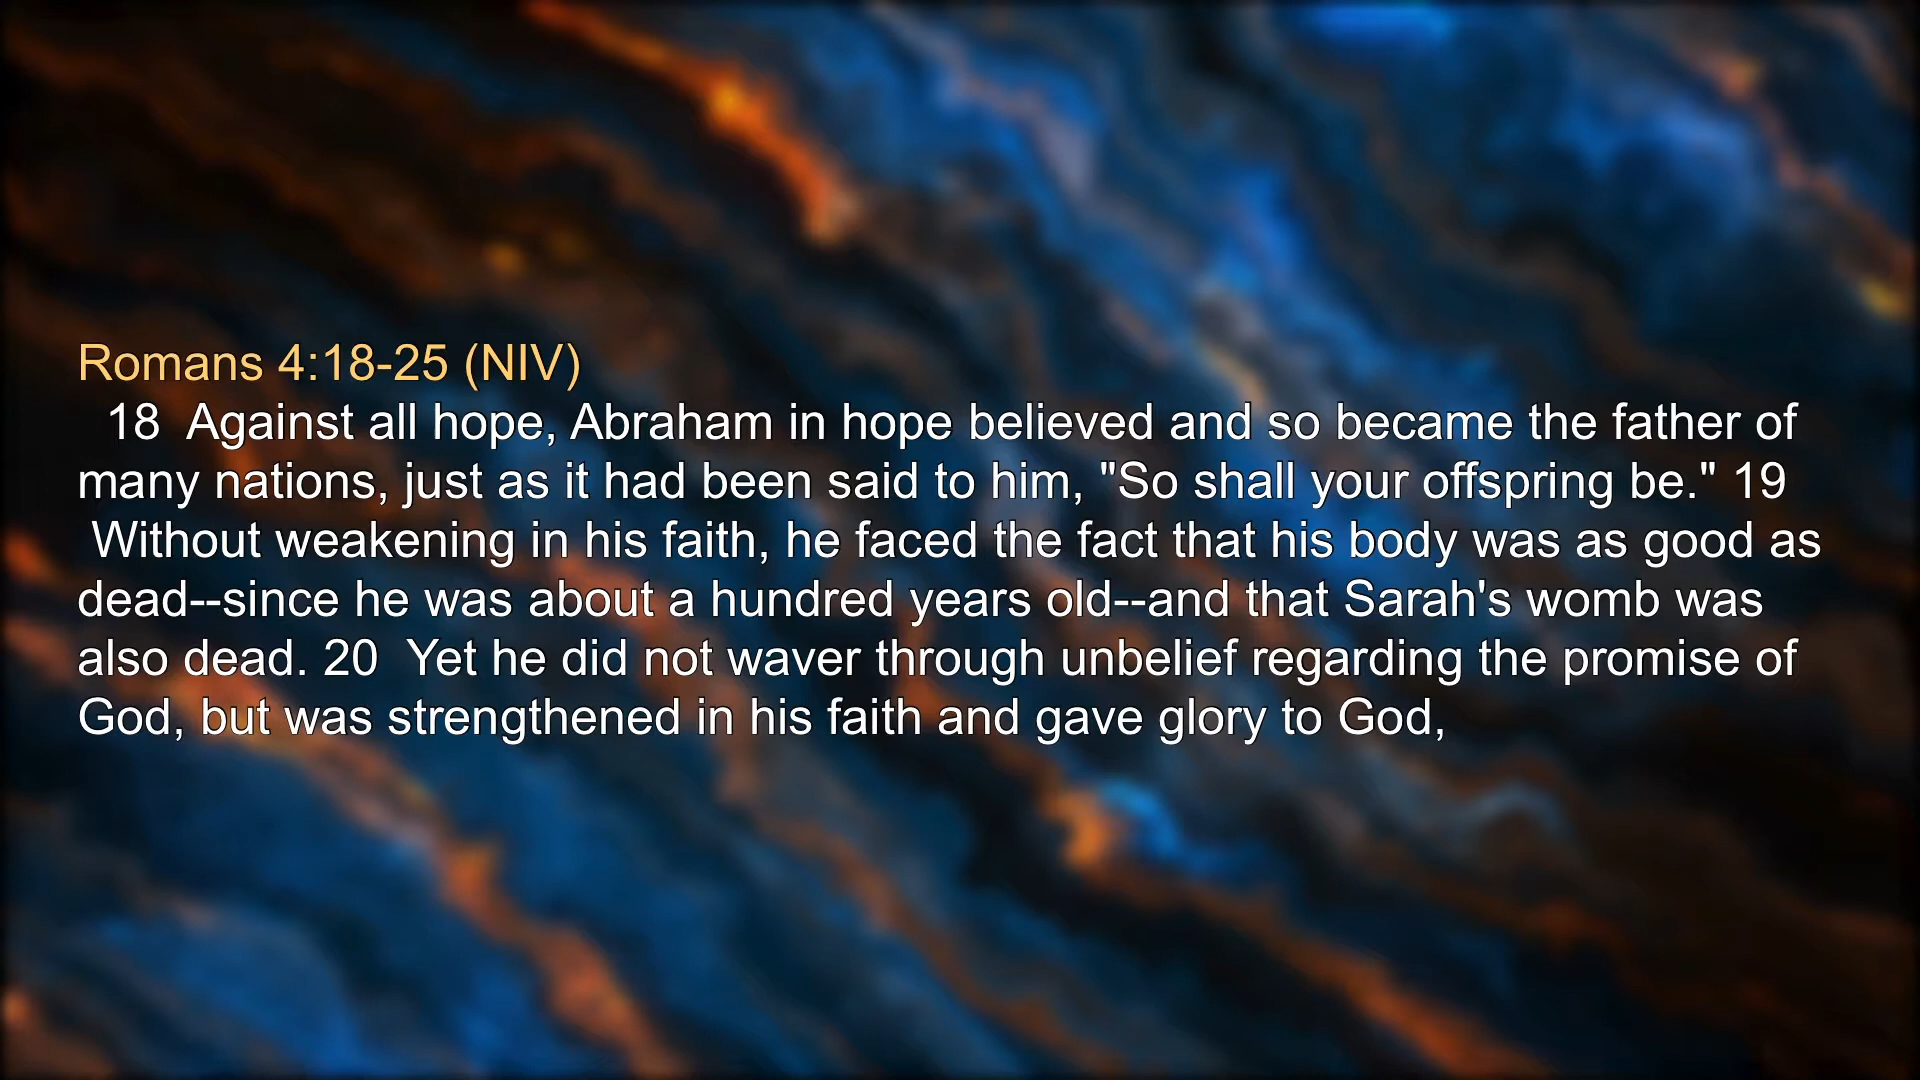 Romans 4:18-25 (NIV)
18 Against all hope, Abraham in hope believed and so became the father of
many nations, just as it had been said to him, "So shall your offspring be." 19
Without weakening in his faith, he faced the fact that his body was as good as
dead--since he was about a hundred years old--and that Sarah's womb was
also dead. 20 Yet he did not waver through unbelief regarding the promise of
God, but was strengthened in his faith and gave glory to God,